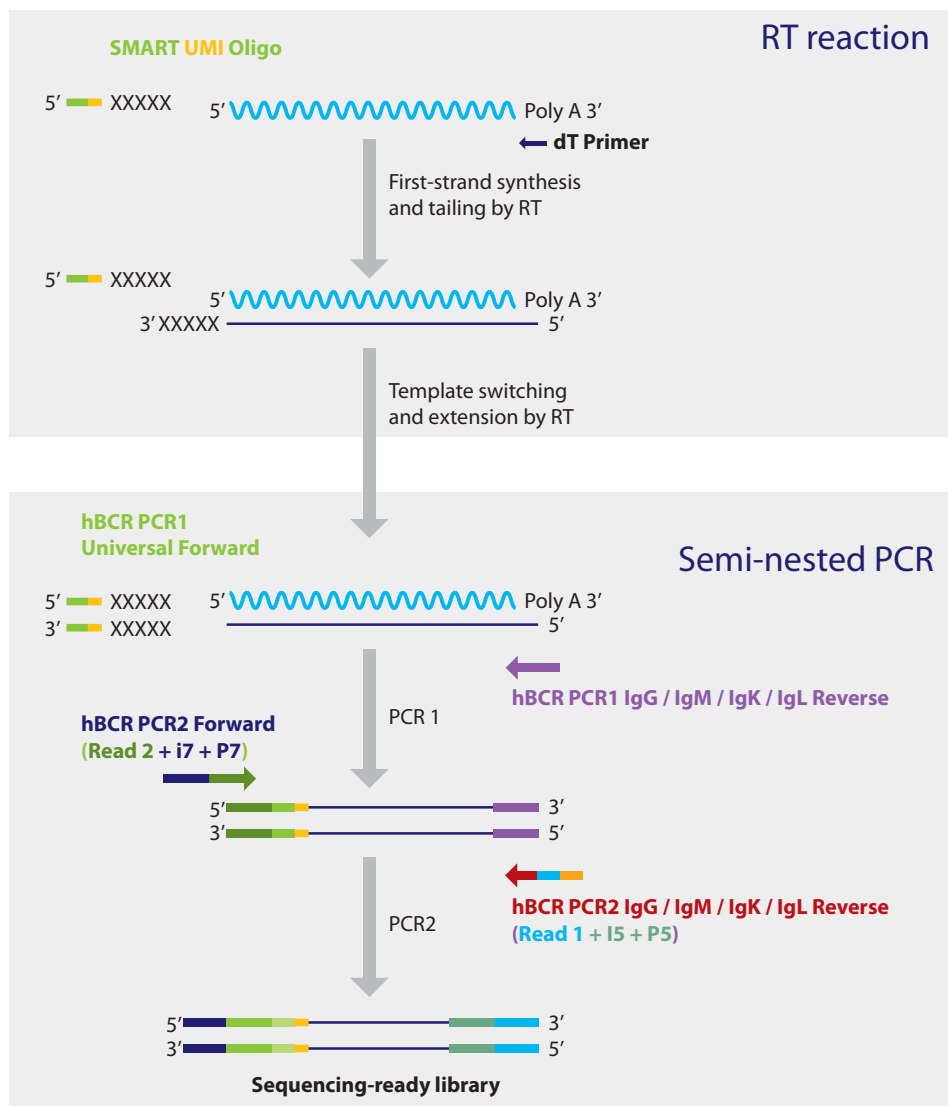 RT reaction
SMART UMI Oligo
5′ XXXXX
5′ Poly A 3′
dT Primer
First-strand synthesis
and tailing by RT
5′ XXXXX
5′ Poly A 3′
3′ XXXXX 5′
Template switching
and extension by RT
hBCR PCR1
Universal Forward
Semi-nested PCR
5′ XXXXX 5′ Poly A 3′
3′ XXXXX 5′
hBCR PCR1 IgG / IgM / IgK / IgL Reverse
PCR 1
hBCR PCR2 Forward
(Read 2 + i7 + P7)
5′ 3′
3′ 5′
hBCR PCR2 IgG / IgM / IgK / IgL Reverse
(Read 1 + I5 + P5)
PCR2
5′ 3′
3′ 5′
Sequencing-ready library